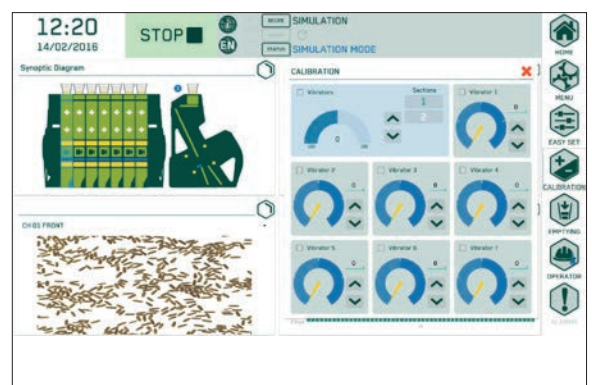 12:20
14/02/2016
STOP
EN
SIMULATION
STATUS
SIMULATION MODE
HOME
MENU
EASY SET
CALIBRATION
EMPTYING
OPERATOR
Synoptic Diagram
CH 01 FRONT
CALIBRATION
Vibrators
0
Sections
1
2
Vibrator 1
0
Vibrator 2
0
Vibrator 3
0
Vibrator 4
0
Vibrator 5
0
Vibrator 6
0
Vibrator 7
0